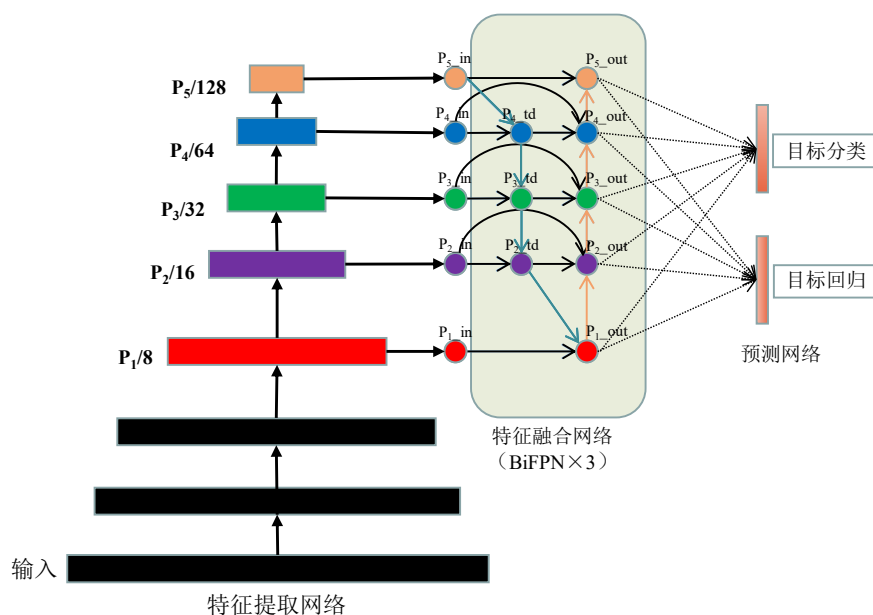 P5_in
P5_out
P5/128
P4_in
P4_td
P4_out
P4/64
目标分类
P3_in
P3_td
P3_out
P3/32
P2_in
P2_td
P2_out
P2/16
目标回归
P1_in
P1_out
P1/8
预测网络
特征融合网络
（BiFPN×3）
输入
特征提取网络